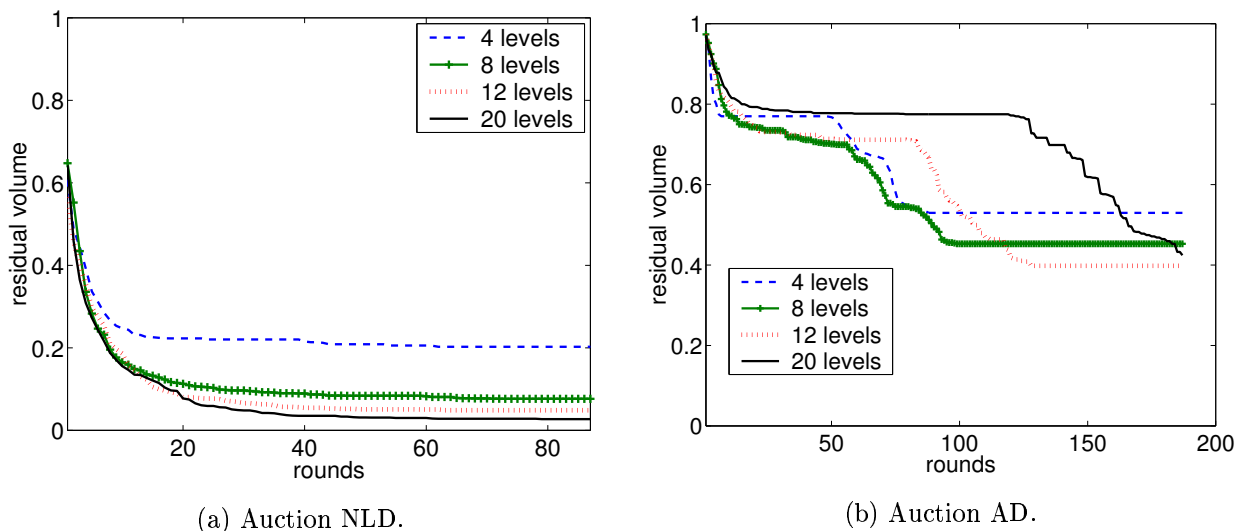 1
0.8
0.6
0.4
0.2
0
residual volume
20 40 60 80
rounds
4 levels
8 levels
12 levels
20 levels
(a) Auction NLD.
1
0.8
0.6
0.4
0.2
0
residual volume
50 100 150 200
rounds
4 levels
8 levels
12 levels
20 levels
(b) Auction AD.